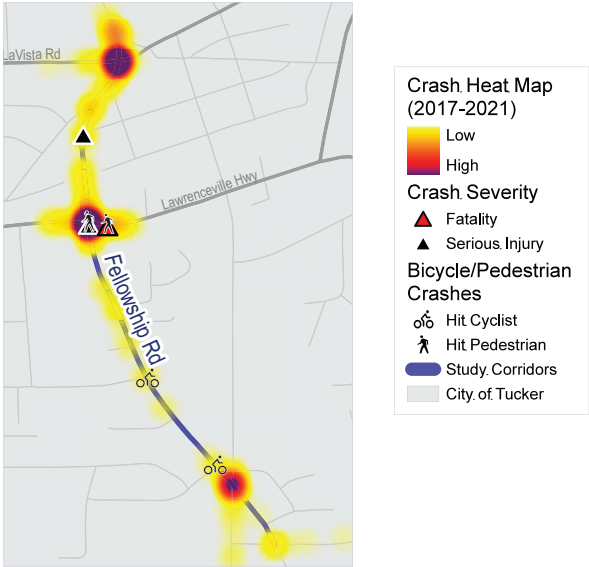 LaVista Rd
Lawrenceville Hwy
Fellowship Rd
Crash Heat Map
(2017-2021)
Low
High
Crash Severity
Fatality
Serious Injury
Bicycle/Pedestrian
Crashes
Hit Cyclist
Hit Pedestrian
Study Corridors
City of Tucker